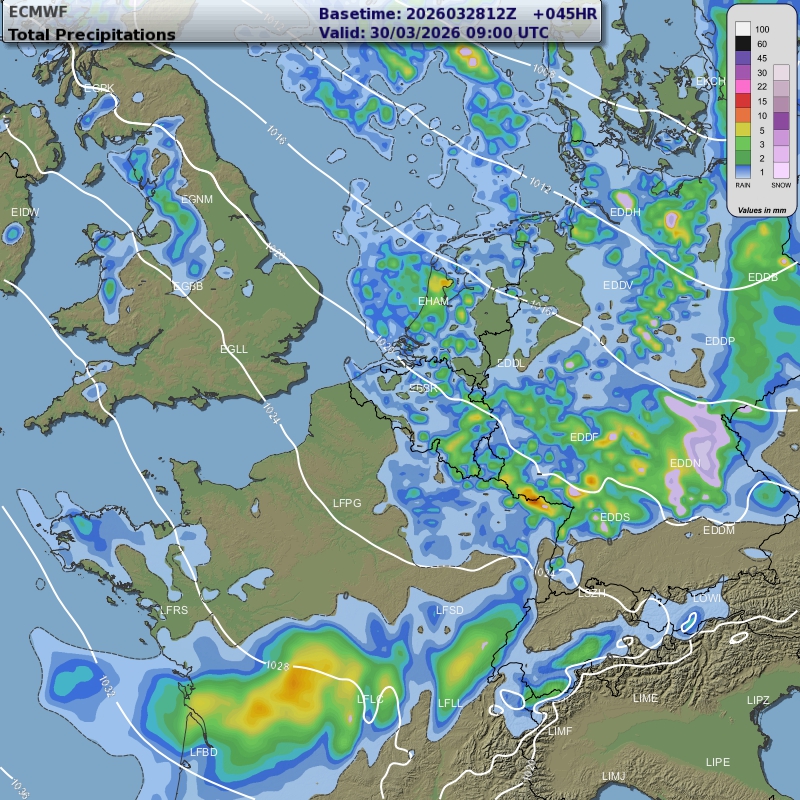 ECMWF
Basetime: 2026032812Z +045HR
Total Precipitations
Valid: 30/03/2026 09:00 UTC
100
60
45
30
22
15
10
5
3
2
1
RAIN SNOW
Values in mm
EKCH
EGPK
1008
1016
1012
EIDW
EGNM
EDDH
1020
EGBB
EHAM
EDDV
EDDB
EGLL
EDDL
EDDP
EBBR
1024
EDDF
EDDN
LFPG
EDDS
EDDM
1024
LSZH
LOWI
LFRS
LFSD
1028
1032
LFLC
LFLL
LIME
LIPZ
LIMF
LFBD
LIPE
LIMJ
1036